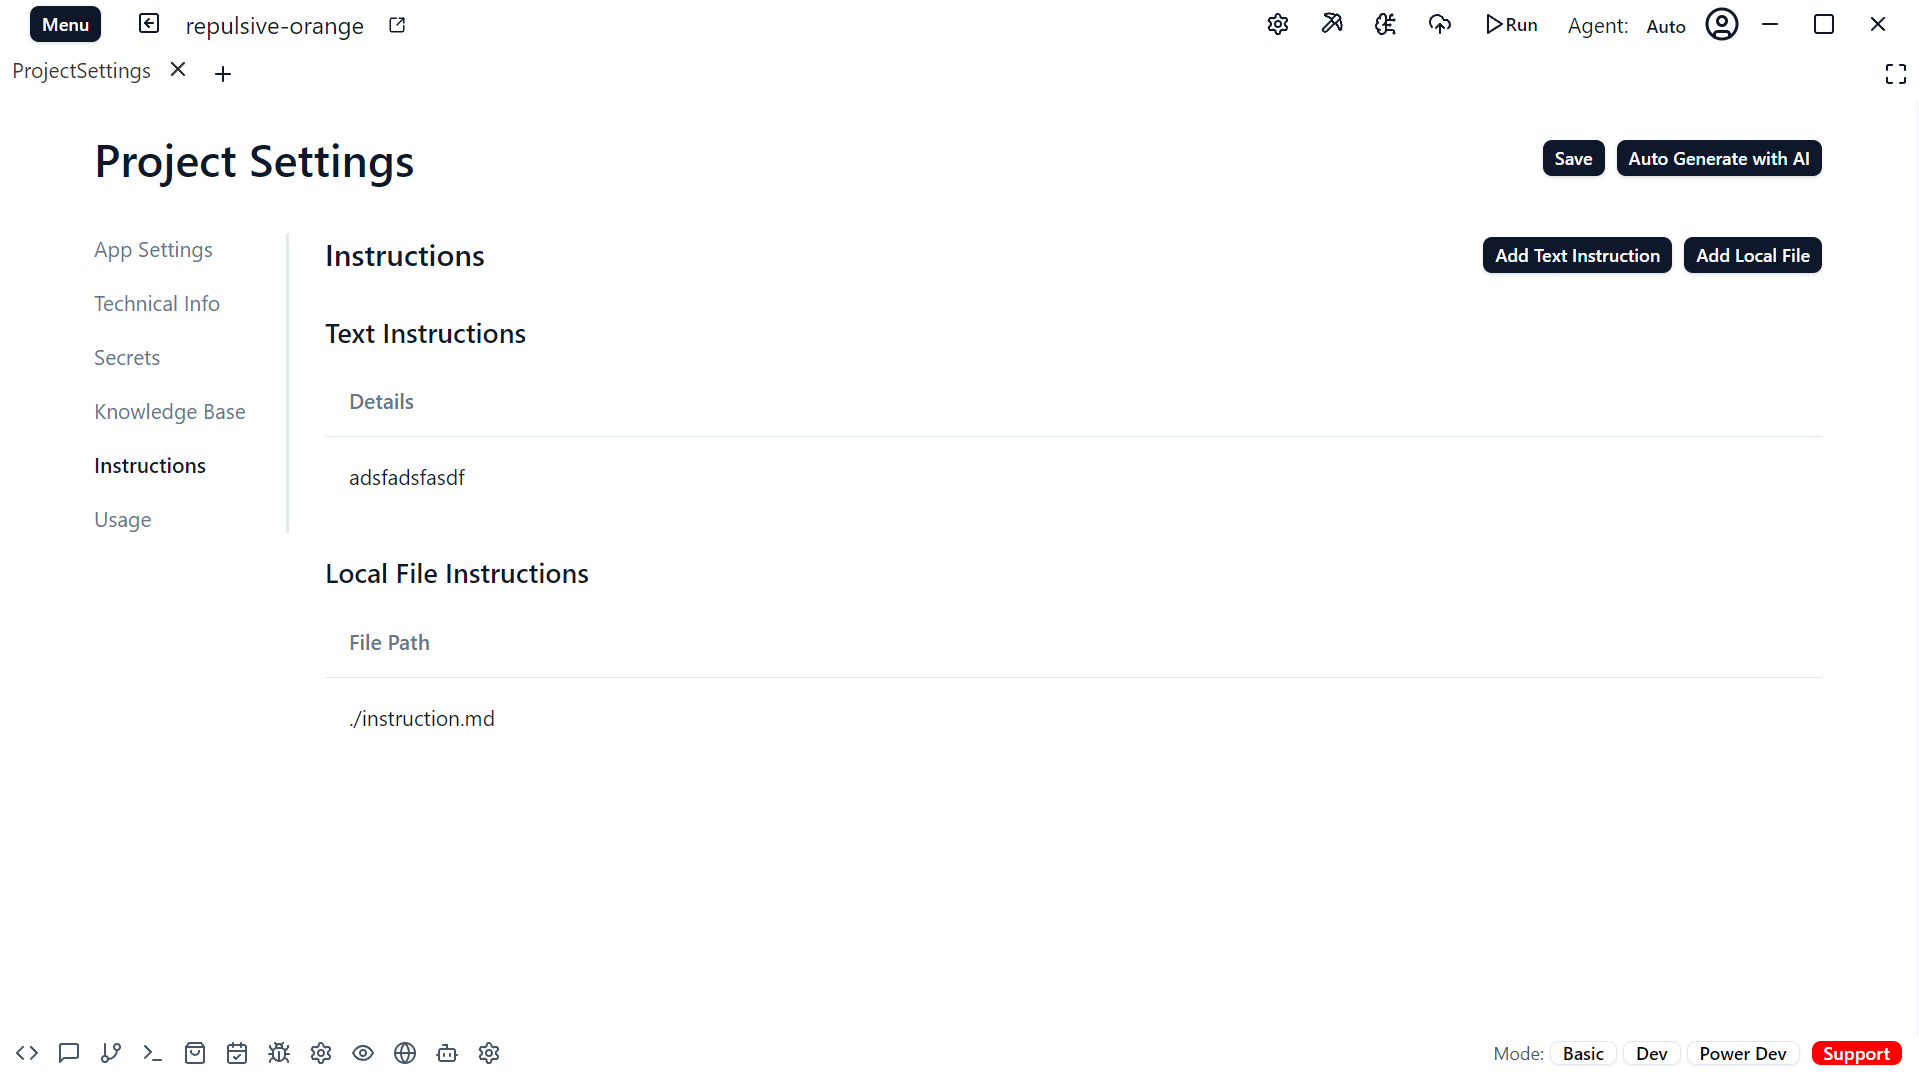 Menu
repulsive-orange
Run
Agent: Auto
ProjectSettings
Project Settings
Save
Auto Generate with AI
App Settings
Technical Info
Secrets
Knowledge Base
Instructions
Usage
Instructions
Add Text Instruction
Add Local File
Text Instructions
Details
adsfadsfasdf
Local File Instructions
File Path
./instruction.md
Mode: Basic Dev Power Dev Support